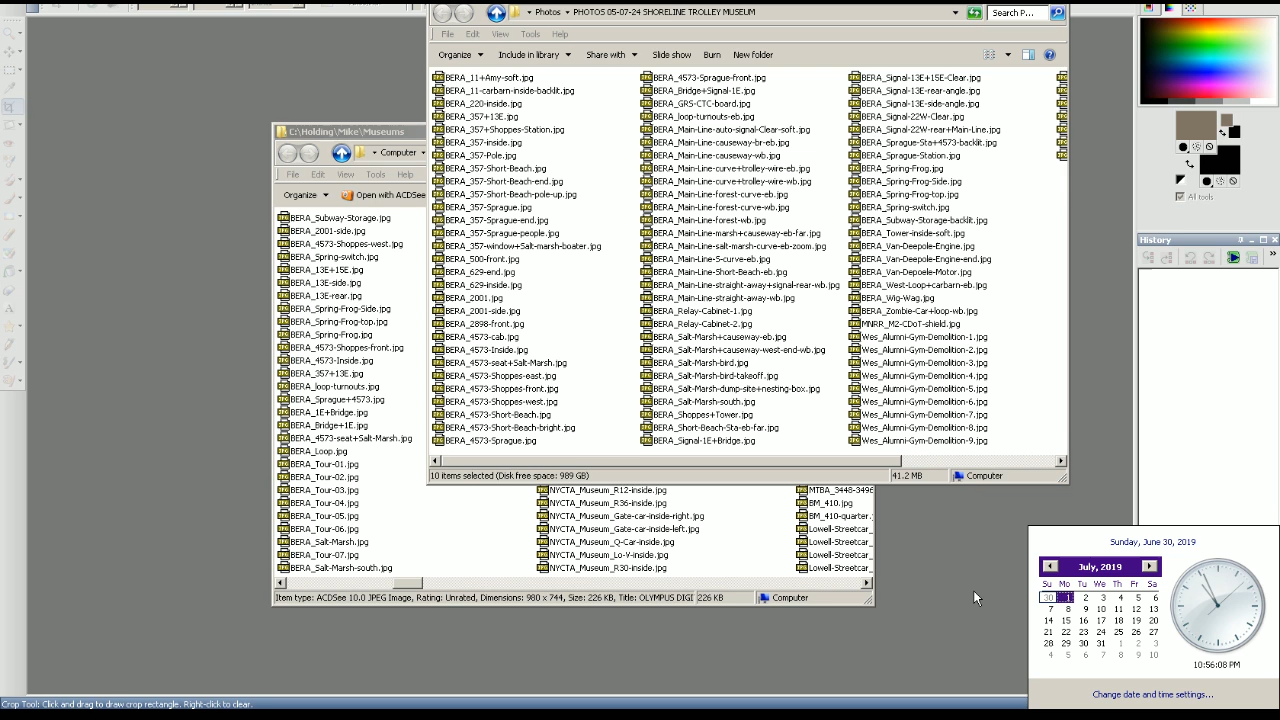 Photos ▸ PHOTOS 05-07-24 SHORELINE TROLLEY MUSEUM
Search P...
File Edit View Tools Help
Organize Include in library Share with Slide show Burn New folder
BERA_11+Amy-soft.jpg
BERA_11-carbarn-inside-backlit.jpg
BERA_220-inside.jpg
BERA_357+13E.jpg
BERA_357+Shoppes-Station.jpg
BERA_357-inside.jpg
BERA_357-Pole.jpg
BERA_357-Short-Beach.jpg
BERA_357-Short-Beach-end.jpg
BERA_357-Short-beach-pole-up.jpg
BERA_357-Sprague.jpg
BERA_357-Sprague-end.jpg
BERA_357-Sprague-people.jpg
BERA_357-window+Salt-marsh-boater.jpg
BERA_500-front.jpg
BERA_629-end.jpg
BERA_629-inside.jpg
BERA_2001.jpg
BERA_2001-side.jpg
BERA_2898-front.jpg
BERA_4573-cab.jpg
BERA_4573-Inside.jpg
BERA_4573-seat+Salt-Marsh.jpg
BERA_4573-Shoppes-east.jpg
BERA_4573-Shoppes-front.jpg
BERA_4573-Shoppes-west.jpg
BERA_4573-Short-Beach.jpg
BERA_4573-Short-Beach-bright.jpg
BERA_4573-Sprague.jpg
BERA_4573-Sprague-front.jpg
BERA_Bridge+Signal-1E.jpg
BERA_GRS-CTC-board.jpg
BERA_loop-turnouts-eb.jpg
BERA_Main-Line-auto-signal-Clear-soft.jpg
BERA_Main-Line-causeway-br-eb.jpg
BERA_Main-Line-causeway-wb.jpg
BERA_Main-Line-curve+trolley-wire-eb.jpg
BERA_Main-Line-curve+trolley-wire-wb.jpg
BERA_Main-Line-forest-curve-eb.jpg
BERA_Main-Line-forest-curve-wb.jpg
BERA_Main-Line-forest-wb.jpg
BERA_Main-Line-marsh+causeway-eb-far.jpg
BERA_Main-Line-salt-marsh-curve-eb-zoom.jpg
BERA_Main-Line-S-curve-eb.jpg
BERA_Main-Line-Short-Beach-eb.jpg
BERA_Main-Line-straight-away+signal-rear-wb.jpg
BERA_Main-Line-straight-away-wb.jpg
BERA_Relay-Cabinet-1.jpg
BERA_Relay-Cabinet-2.jpg
BERA_Salt-Marsh+causeway-eb.jpg
BERA_Salt-Marsh+causeway-west-end-wb.jpg
BERA_Salt-Marsh-bird.jpg
BERA_Salt-Marsh-bird-takeoff.jpg
BERA_Salt-Marsh-dump-site+nesting-box.jpg
BERA_Salt-Marsh-south.jpg
BERA_Shoppes+Tower.jpg
BERA_Short-Beach-Sta-eb-far.jpg
BERA_Signal-1E+Bridge.jpg
BERA_Signal-13E+15E-Clear.jpg
BERA_Signal-13E-rear-angle.jpg
BERA_Signal-13E-side-angle.jpg
BERA_Signal-22W-Clear.jpg
BERA_Signal-22W-rear+Main-Line.jpg
BERA_Sprague-Sta+4573-backlit.jpg
BERA_Sprague-Station.jpg
BERA_Spring-Frog.jpg
BERA_Spring-Frog-Side.jpg
BERA_Spring-Frog-top.jpg
BERA_Spring-switch.jpg
BERA_Subway-Storage-backlit.jpg
BERA_Tower-inside-soft.jpg
BERA_Van-Deepole-Engine.jpg
BERA_Van-Deepole-Engine-end.jpg
BERA_Van-Depoele-Motor.jpg
BERA_West-Loop+carbarn-eb.jpg
BERA_Wig-Wag.jpg
BERA_Zombie-Car+loop-wb.jpg
MNRR_M2-CDoT-shield.jpg
Wes_Alumni-Gym-Demolition-1.jpg
Wes_Alumni-Gym-Demolition-2.jpg
Wes_Alumni-Gym-Demolition-3.jpg
Wes_Alumni-Gym-Demolition-4.jpg
Wes_Alumni-Gym-Demolition-5.jpg
Wes_Alumni-Gym-Demolition-6.jpg
Wes_Alumni-Gym-Demolition-7.jpg
Wes_Alumni-Gym-Demolition-8.jpg
Wes_Alumni-Gym-Demolition-9.jpg
10 items selected (Disk free space: 989 GB) 41.2 MB Computer
C:\Holding\Mike\Museums
Computer
File Edit View Tools Help
Organize Open with ACDSee
BERA_Subway-Storage.jpg
BERA_2001-side.jpg
BERA_4573-Shoppes-west.jpg
BERA_Spring-switch.jpg
BERA_13E+15E.jpg
BERA_13E-side.jpg
BERA_13E-rear.jpg
BERA_Spring-Frog-Side.jpg
BERA_Spring-Frog-top.jpg
BERA_Spring-Frog.jpg
BERA_4573-Shoppes-front.jpg
BERA_4573-Inside.jpg
BERA_357+13E.jpg
BERA_loop-turnouts.jpg
BERA_Sprague+4573.jpg
BERA_1E+Bridge.jpg
BERA_Bridge+1E.jpg
BERA_4573-seat+Salt-Marsh.jpg
BERA_Loop.jpg
BERA_Tour-01.jpg
BERA_Tour-02.jpg
BERA_Tour-03.jpg
BERA_Tour-04.jpg
BERA_Tour-05.jpg
BERA_Tour-06.jpg
BERA_Salt-Marsh.jpg
BERA_Tour-07.jpg
BERA_Salt-Marsh-south.jpg
NYCTA_Museum_R12-inside.jpg
NYCTA_Museum_R36-inside.jpg
NYCTA_Museum_Gate-car-inside-right.jpg
NYCTA_Museum_Gate-car-inside-left.jpg
NYCTA_Museum_Q-Car-inside.jpg
NYCTA_Museum_Lo-V-inside.jpg
NYCTA_Museum_R30-inside.jpg
MTBA_3448-3496
BM_410.jpg
BM_410-quarter.j
Lowell-Streetcar_
Lowell-Streetcar_
Lowell-Streetcar_
Item type: ACDSee 10.0 JPEG Image, Rating: Unrated, Dimensions: 980 x 744, Size: 226 KB, Title: OLYMPUS DIGI 226 KB Computer
All tools
History
Sunday, June 30, 2019
July, 2019
Su Mo Tu We Th Fr Sa
30 1 2 3 4 5 6
7 8 9 10 11 12 13
14 15 16 17 18 19 20
21 22 23 24 25 26 27
28 29 30 31 1 2 3
4 5 6 7 8 9 10
10:56:08 PM
Change date and time settings...
Crop Tool: Click and drag to draw crop rectangle. Right-click to clear.